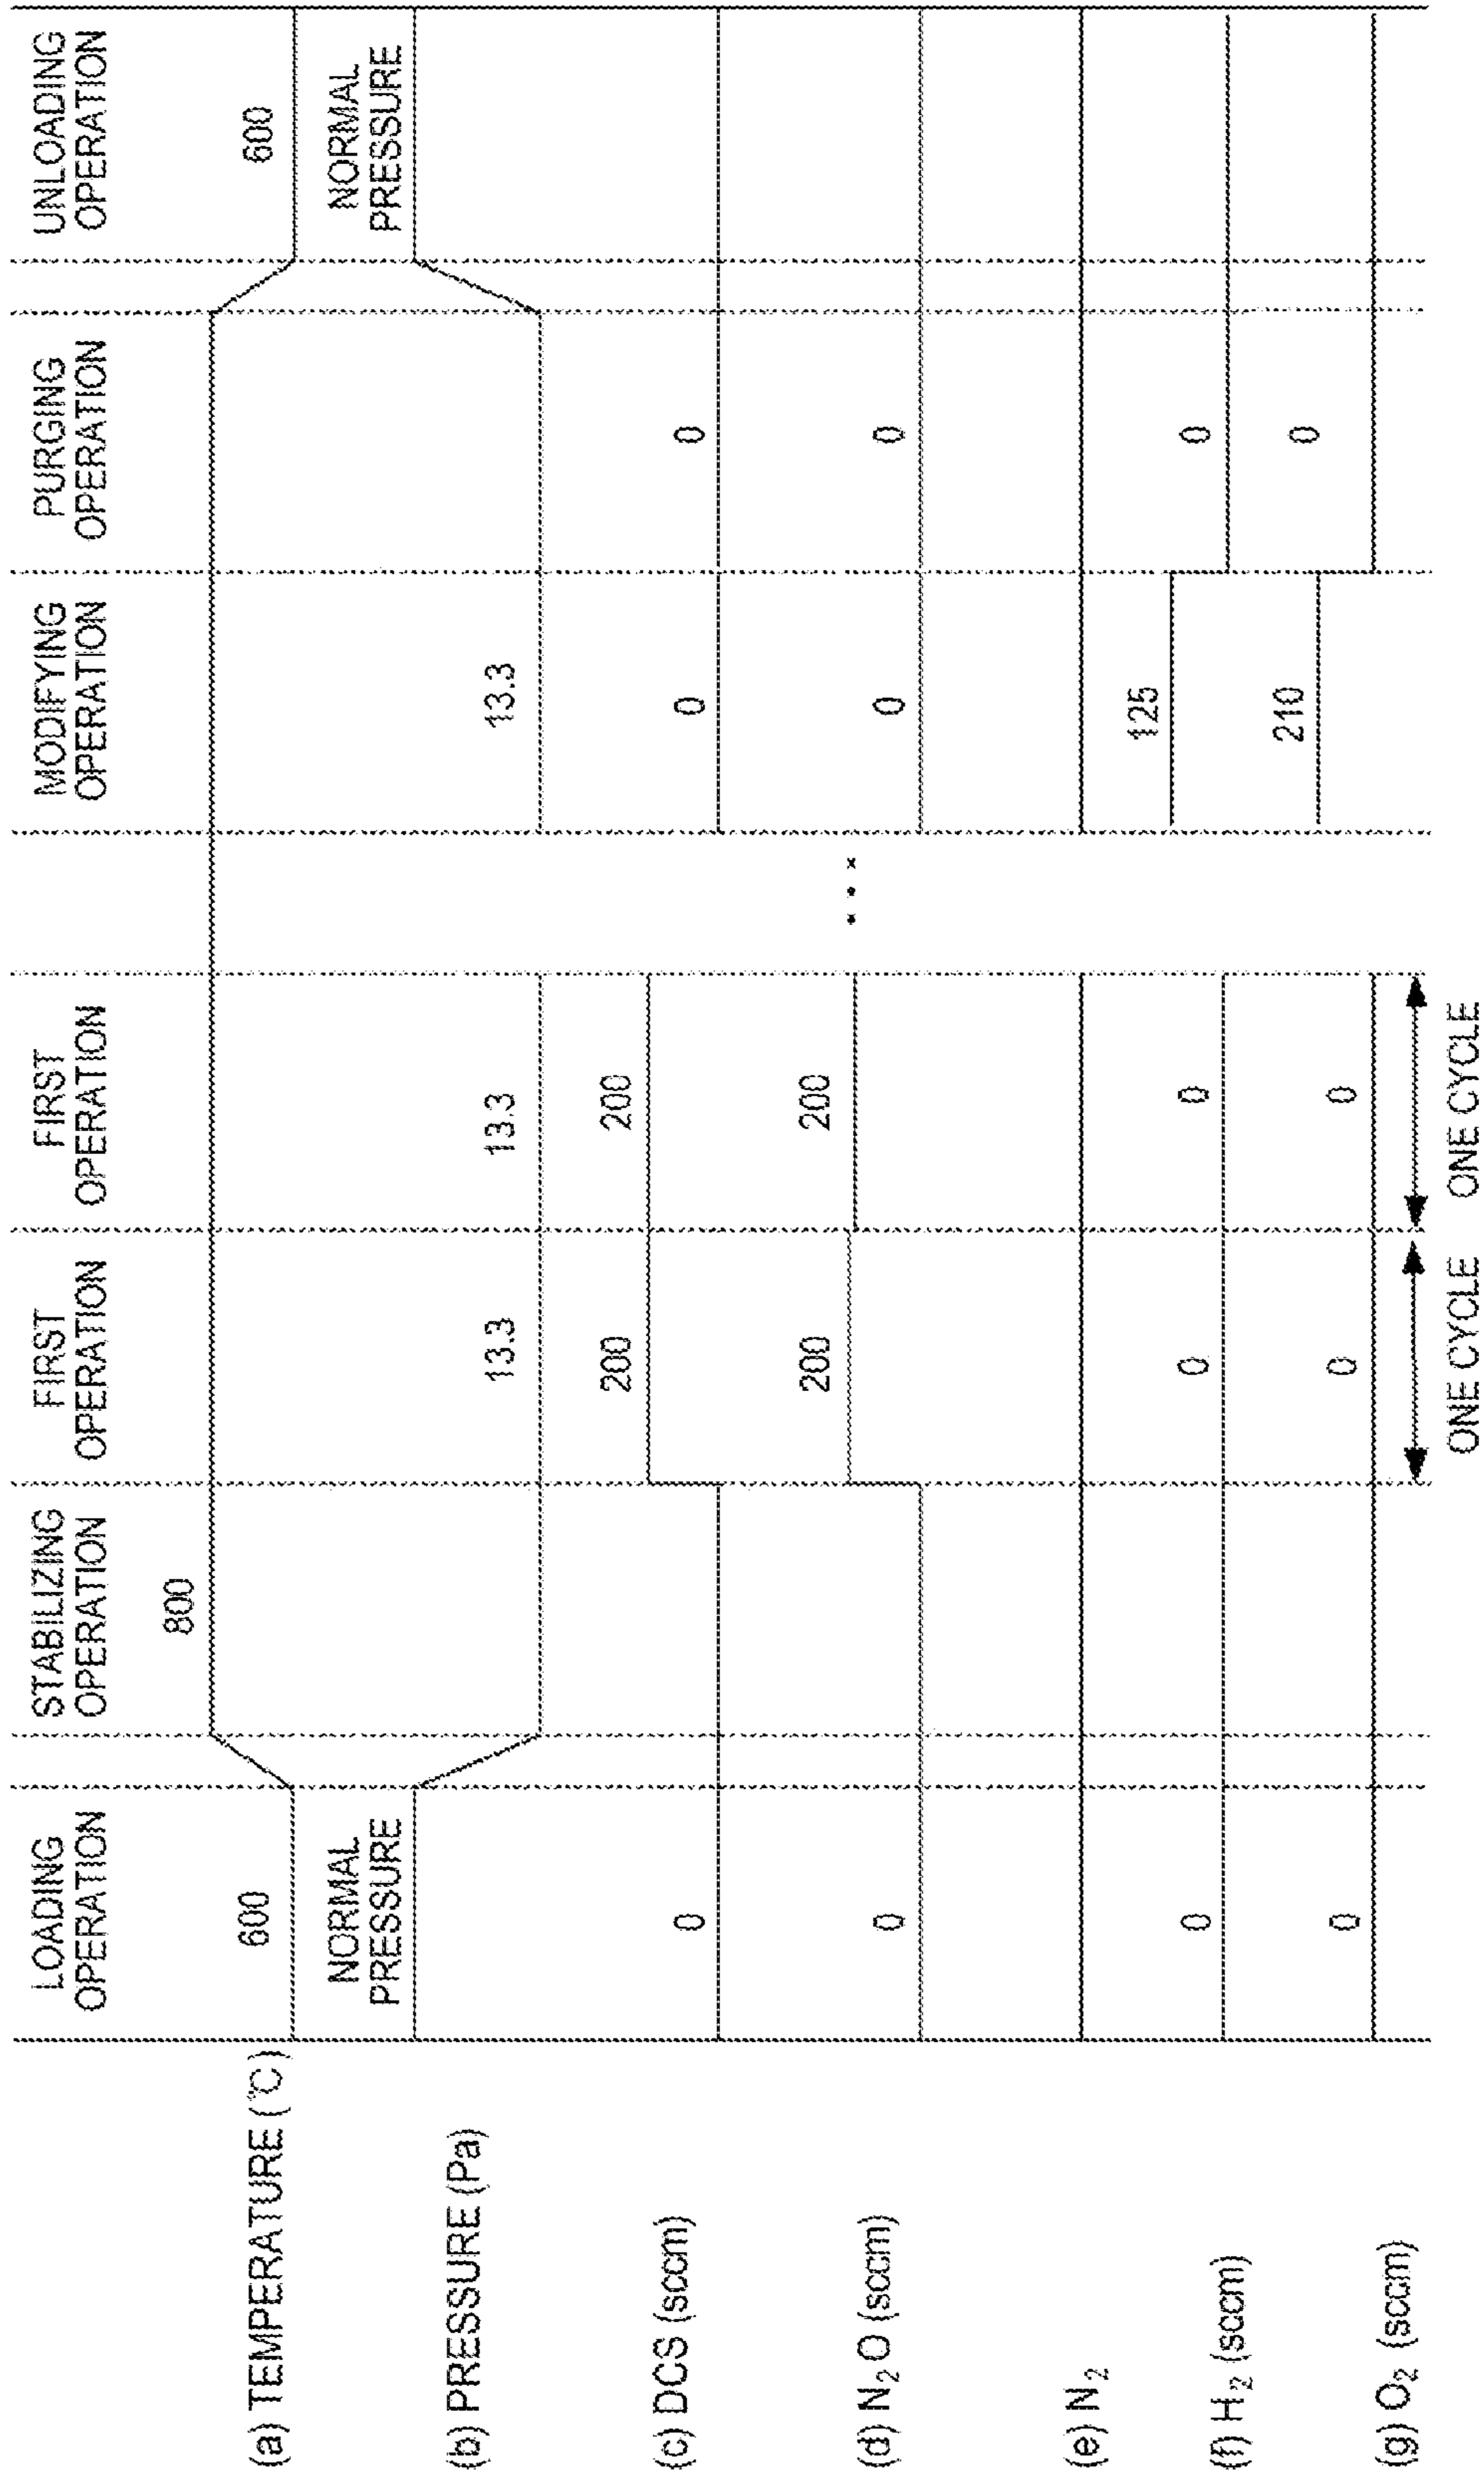 LOADING
OPERATION
STABILIZING
OPERATION
FIRST
OPERATION
FIRST
OPERATION
MODIFYING
OPERATION
PURGING
OPERATION
UNLOADING
OPERATION
(a) TEMPERATURE (℃)
600
800
600
(b) PRESSURE (Pa)
NORMAL
PRESSURE
13.3
13.3
13.3
NORMAL
PRESSURE
(c) DCS (sccm)
0
200
200
0
0
(d) N₂O (sccm)
0
200
200
...
0
0
(e) N₂
(f) H₂ (sccm)
0
0
0
125
0
(g) O₂ (sccm)
0
0
0
210
0
ONE CYCLE
ONE CYCLE